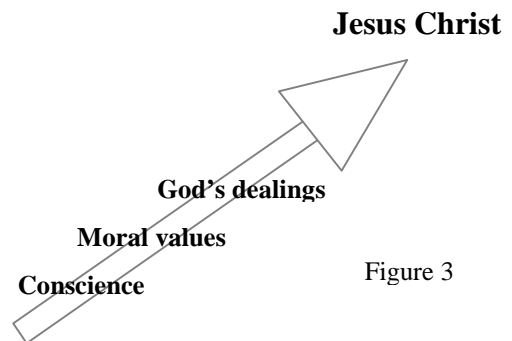 Jesus Christ
God’s dealings
Moral values
Figure 3
Conscience